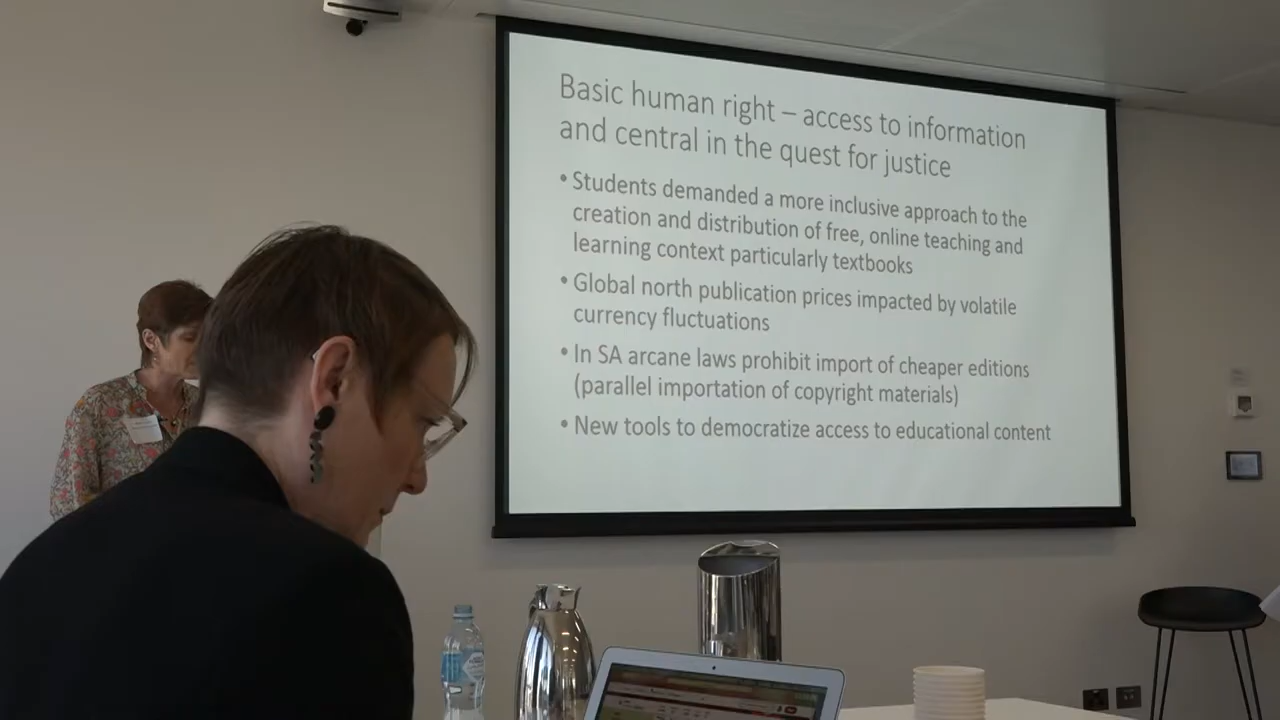 Basic human right – access to information
and central in the quest for justice
• Students demanded a more inclusive approach to the
creation and distribution of free, online teaching and
learning context particularly textbooks
• Global north publication prices impacted by volatile
currency fluctuations
• In SA arcane laws prohibit import of cheaper editions
(parallel importation of copyright materials)
• New tools to democratize access to educational content